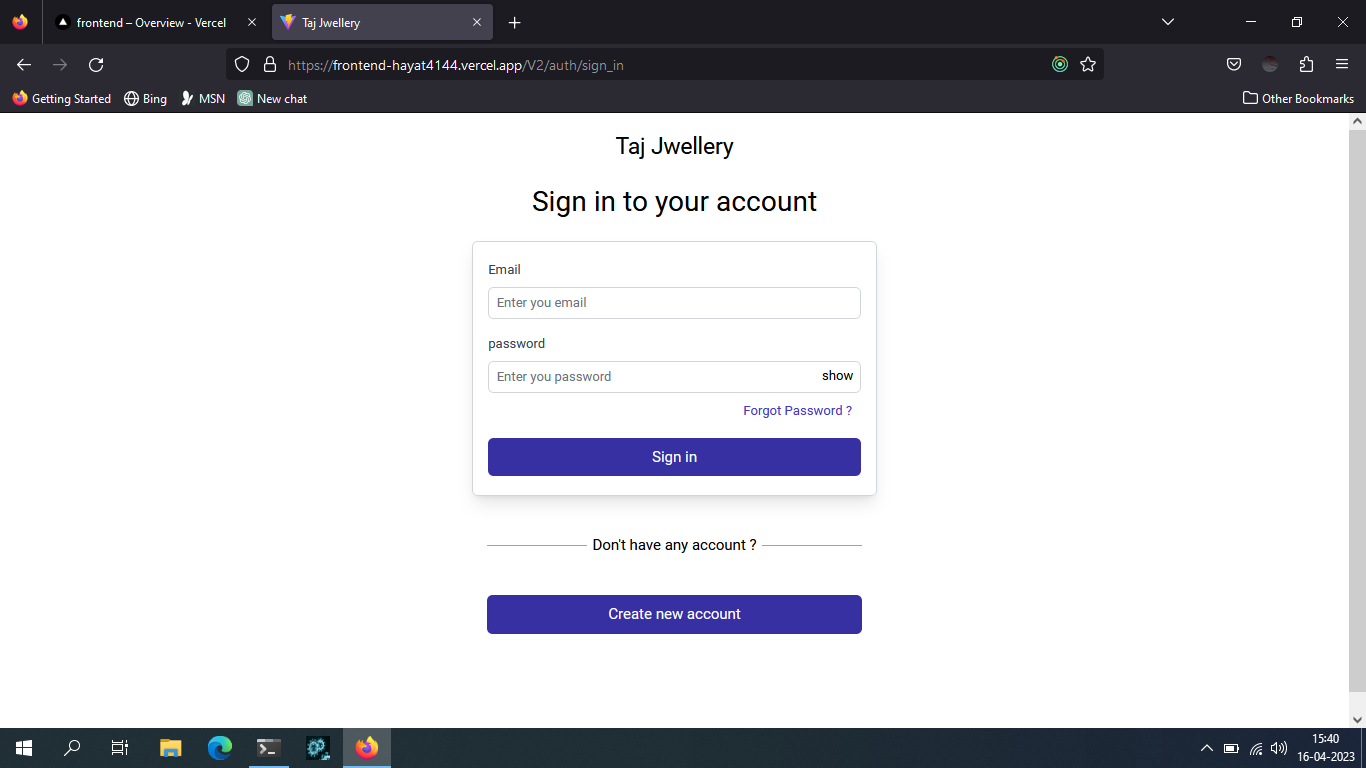 frontend – Overview - Vercel
Taj Jwellery
https://frontend-hayat4144.vercel.app/V2/auth/sign_in
Getting Started
Bing
MSN
New chat
Other Bookmarks
Taj Jwellery
Sign in to your account
Email
Enter you email
password
Enter you password
show
Forgot Password ?
Sign in
Don't have any account ?
Create new account
15:40
16-04-2023